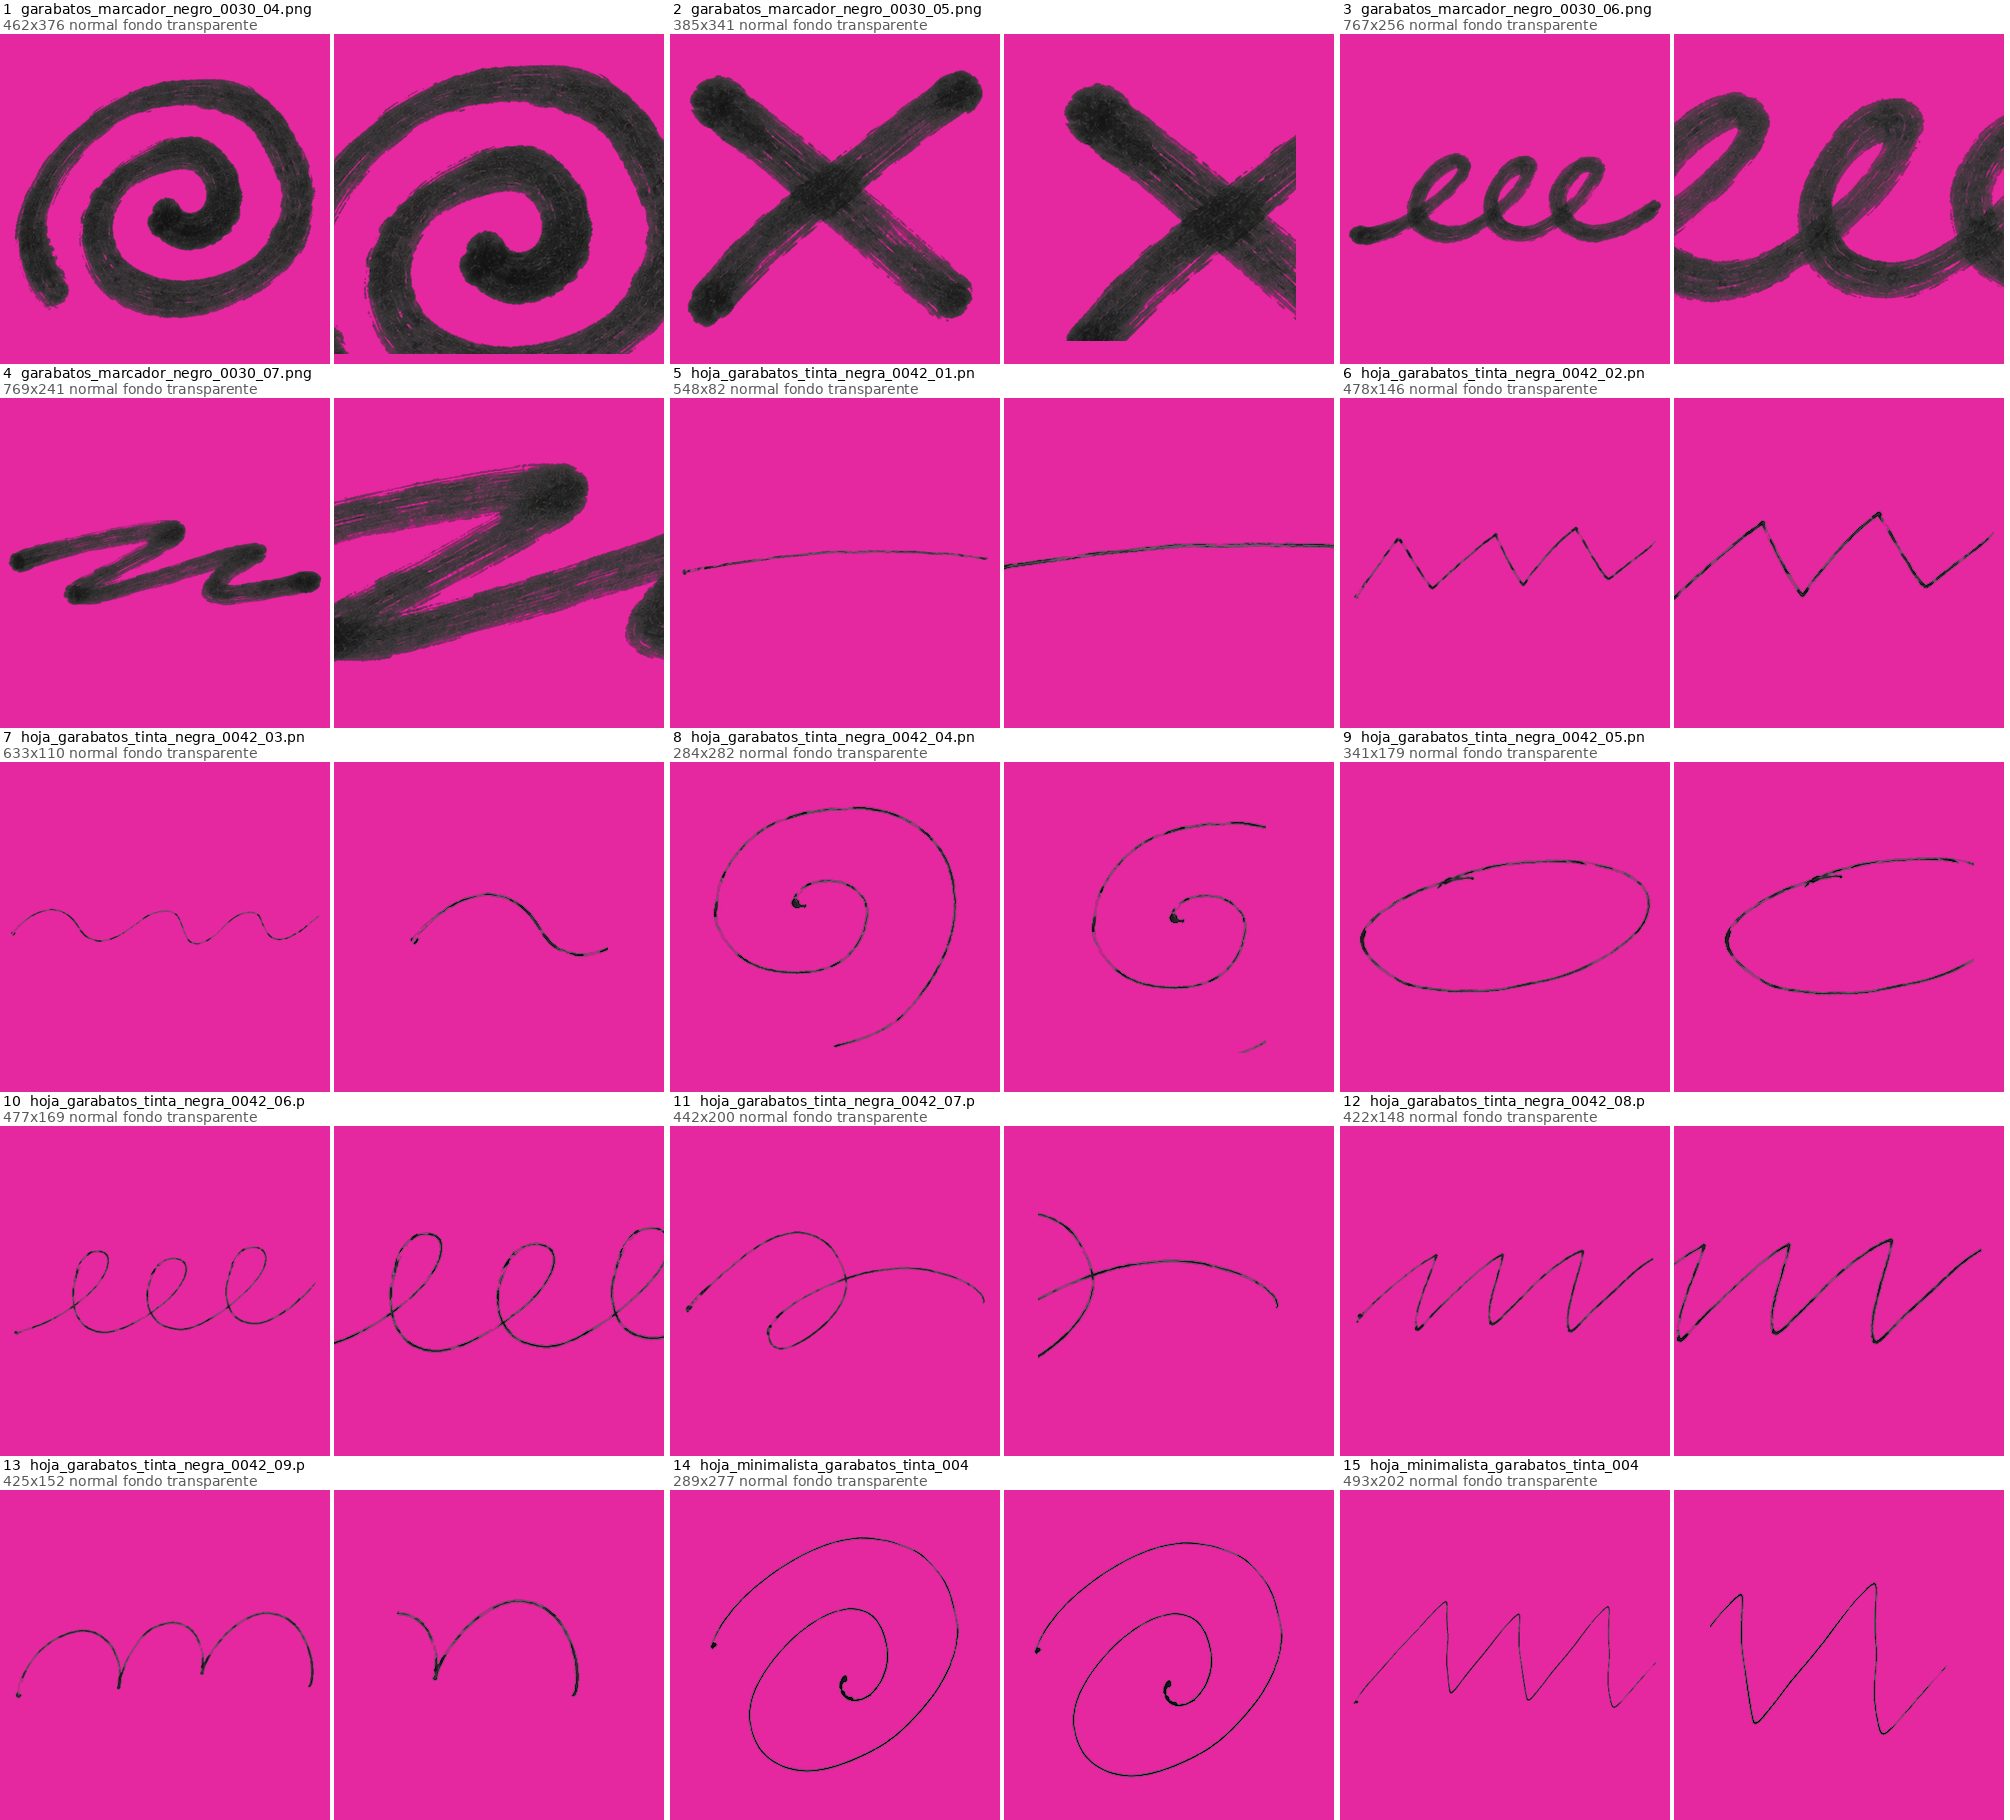 1  garabatos_marcador_negro_0030_04.png
462x376 normal fondo transparente
2  garabatos_marcador_negro_0030_05.png
385x341 normal fondo transparente
3  garabatos_marcador_negro_0030_06.png
767x256 normal fondo transparente
4  garabatos_marcador_negro_0030_07.png
769x241 normal fondo transparente
5  hoja_garabatos_tinta_negra_0042_01.pn
548x82 normal fondo transparente
6  hoja_garabatos_tinta_negra_0042_02.pn
478x146 normal fondo transparente
7  hoja_garabatos_tinta_negra_0042_03.pn
633x110 normal fondo transparente
8  hoja_garabatos_tinta_negra_0042_04.pn
284x282 normal fondo transparente
9  hoja_garabatos_tinta_negra_0042_05.pn
341x179 normal fondo transparente
10  hoja_garabatos_tinta_negra_0042_06.p
477x169 normal fondo transparente
11  hoja_garabatos_tinta_negra_0042_07.p
442x200 normal fondo transparente
12  hoja_garabatos_tinta_negra_0042_08.p
422x148 normal fondo transparente
13  hoja_garabatos_tinta_negra_0042_09.p
425x152 normal fondo transparente
14  hoja_minimalista_garabatos_tinta_004
289x277 normal fondo transparente
15  hoja_minimalista_garabatos_tinta_004
493x202 normal fondo transparente